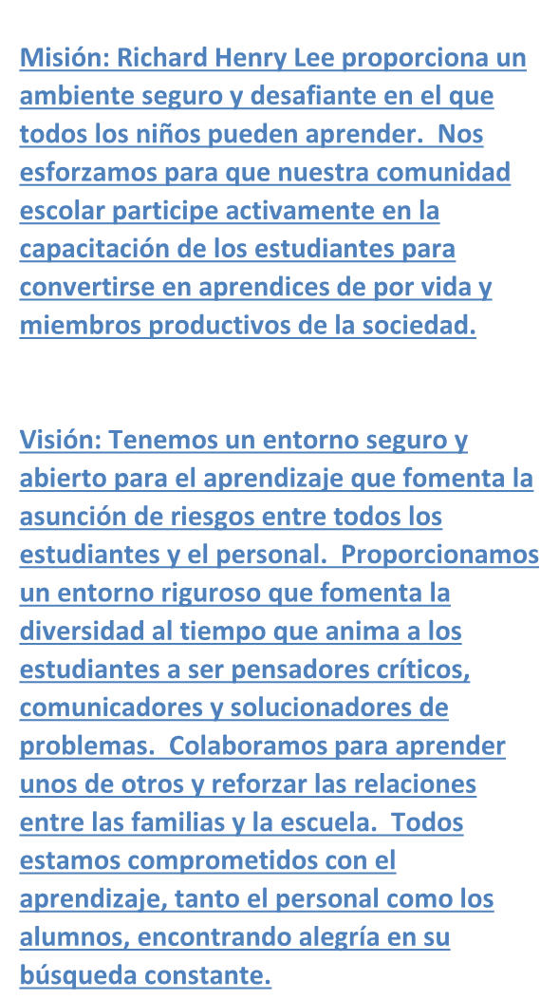 Misión: Richard Henry Lee proporciona un
ambiente seguro y desafiante en el que
todos los niños pueden aprender.  Nos
esforzamos para que nuestra comunidad
escolar participe activamente en la
capacitación de los estudiantes para
convertirse en aprendices de por vida y
miembros productivos de la sociedad.
Visión: Tenemos un entorno seguro y
abierto para el aprendizaje que fomenta la
asunción de riesgos entre todos los
estudiantes y el personal.  Proporcionamos
un entorno riguroso que fomenta la
diversidad al tiempo que anima a los
estudiantes a ser pensadores críticos,
comunicadores y solucionadores de
problemas.  Colaboramos para aprender
unos de otros y reforzar las relaciones
entre las familias y la escuela.  Todos
estamos comprometidos con el
aprendizaje, tanto el personal como los
alumnos, encontrando alegría en su
búsqueda constante.